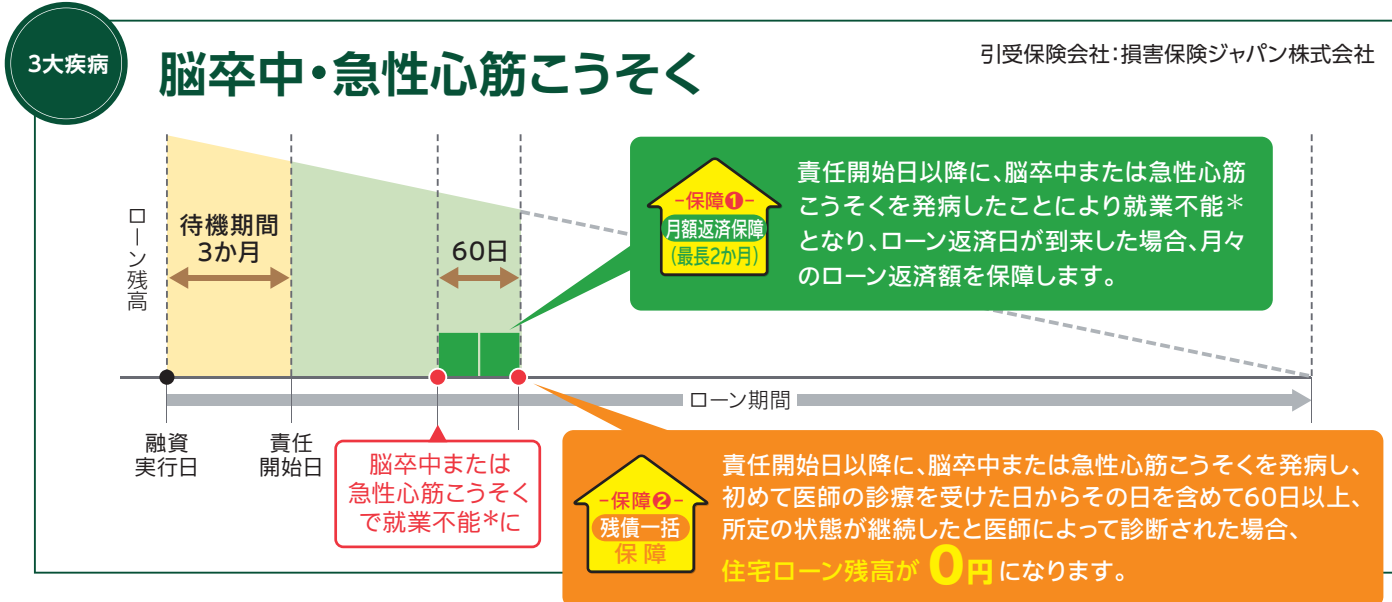 3大疾病
脳卒中・急性心筋こうそく
引受保険会社：損害保険ジャパン株式会社
ローン残高
待機期間
3か月
60日
-保障❶-
月額返済保障
(最長2か月)
責任開始日以降に、脳卒中または急性心筋
こうそくを発病したことにより就業不能＊
となり、ローン返済日が到来した場合、月々
のローン返済額を保障します。
ローン期間
融資
実行日
責任
開始日
脳卒中または
急性心筋こうそく
で就業不能＊に
-保障❷-
残債一括
保障
責任開始日以降に、脳卒中または急性心筋こうそくを発病し、
初めて医師の診療を受けた日からその日を含めて60日以上、
所定の状態が継続したと医師によって診断された場合、
住宅ローン残高が0円になります。